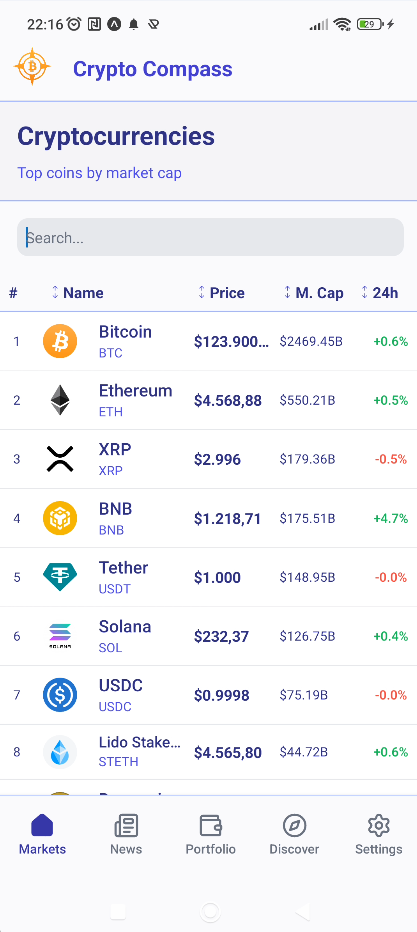 22:16
29
Crypto Compass
Cryptocurrencies
Top coins by market cap
Search...
# Name Price M. Cap 24h
1 Bitcoin BTC $123.900... $2469.45B +0.6%
2 Ethereum ETH $4.568,88 $550.21B +0.5%
3 XRP XRP $2.996 $179.36B -0.5%
4 BNB BNB $1.218,71 $175.51B +4.7%
5 Tether USDT $1.000 $148.95B -0.0%
6 SOLANA Solana SOL $232,37 $126.75B +0.4%
7 USDC USDC $0.9998 $75.19B -0.0%
8 Lido Stake... STETH $4.565,80 $44.72B +0.6%
Markets News Portfolio Discover Settings